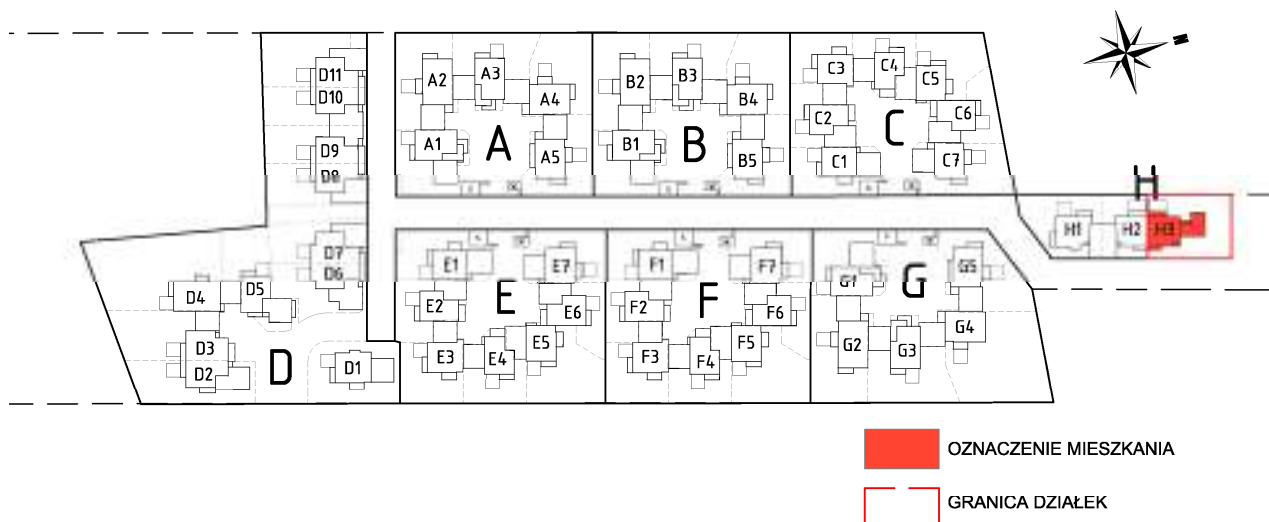 N
D11
D10
D9
D8
D7
D6
D5
D4
D3
D2
D1
D
A1
A2
A3
A4
A5
A
B1
B2
B3
B4
B5
B
C1
C2
C3
C4
C5
C6
C7
C
H
H1
H2
H3
E1
E2
E3
E4
E5
E6
E7
E
F1
F2
F3
F4
F5
F6
F7
F
G1
G2
G3
G4
G5
G
OZNACZENIE MIESZKANIA
GRANICA DZIAŁEK